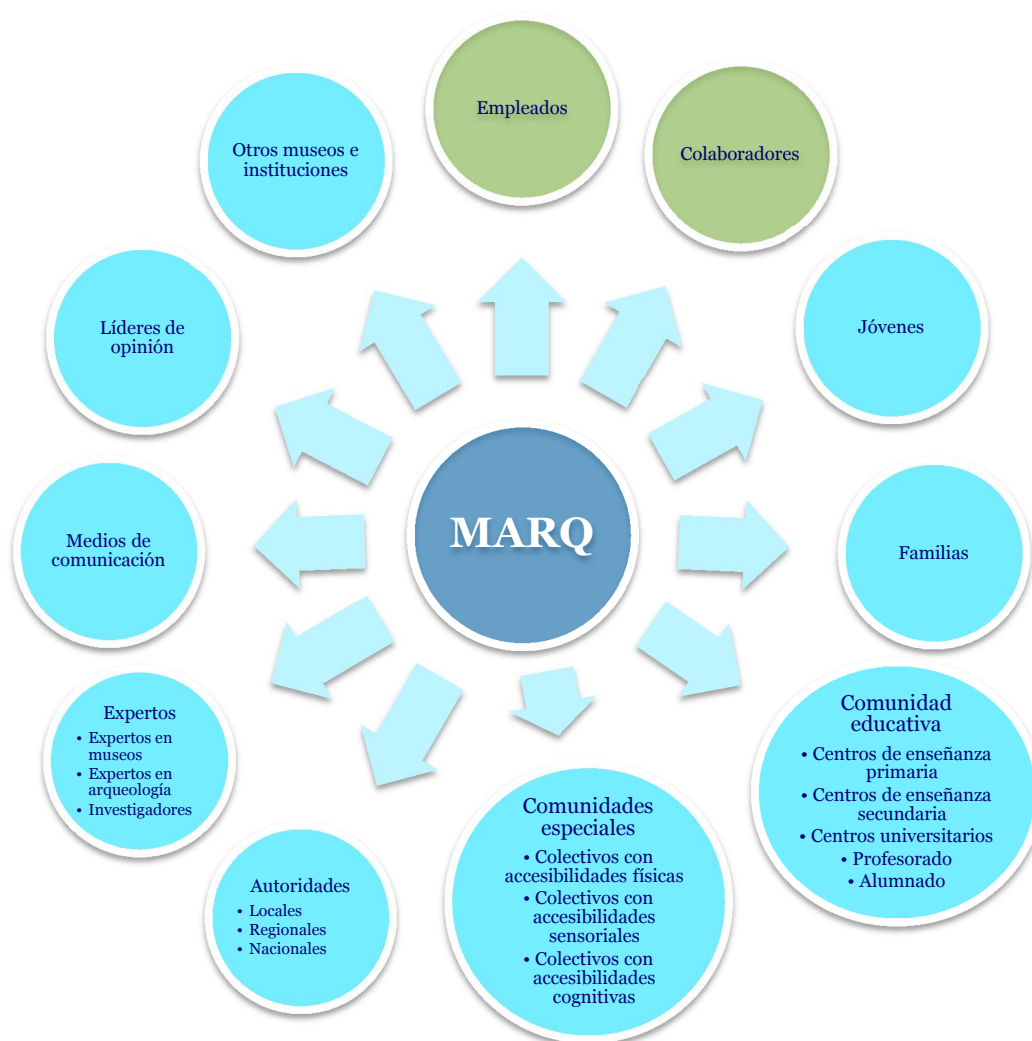 Empleados
Colaboradores
Otros museos e
instituciones
Jóvenes
Líderes de
opinión
MARQ
Familias
Medios de
comunicación
Comunidad
educativa
• Centros de enseñanza
primaria
• Centros de enseñanza
secundaria
• Centros universitarios
• Profesorado
• Alumnado
Expertos
• Expertos en
museos
• Expertos en
arqueología
• Investigadores
Comunidades
especiales
• Colectivos con
accesibilidades físicas
• Colectivos con
accesibilidades
sensoriales
• Colectivos con
accesibilidades
cognitivas
Autoridades
• Locales
• Regionales
• Nacionales